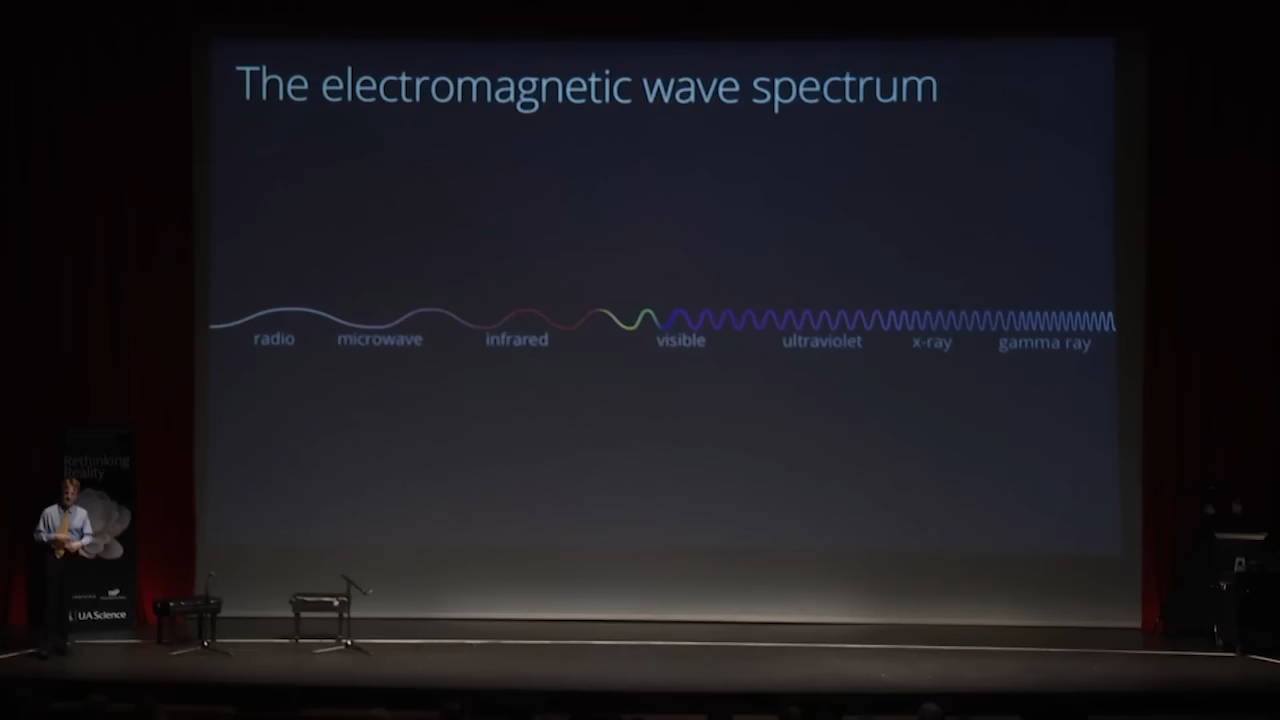 The electromagnetic wave spectrum
radio microwave infrared visible ultraviolet x-ray gamma ray
Rethinking
Reality
UA Science